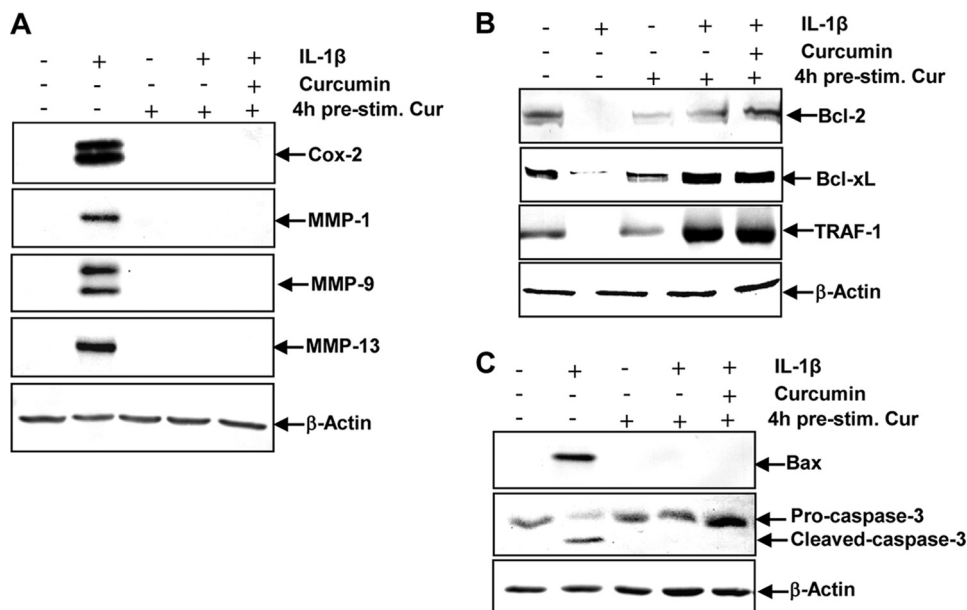 A
- + - + + IL-1β
- - - - + Curcumin
- - + + + 4h pre-stim. Cur
Cox-2
MMP-1
MMP-9
MMP-13
β-Actin
B
- + - + + IL-1β
- - - - + Curcumin
- - + + + 4h pre-stim. Cur
Bcl-2
Bcl-xL
TRAF-1
β-Actin
C
- + - + + IL-1β
- - - - + Curcumin
- - + + + 4h pre-stim. Cur
Bax
Pro-caspase-3
Cleaved-caspase-3
β-Actin